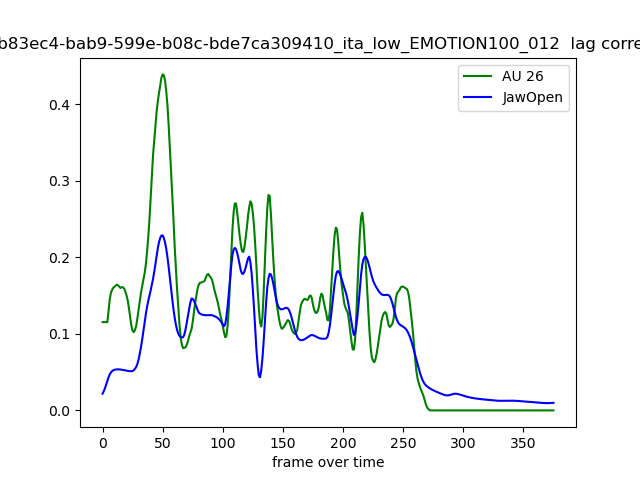 b83ec4-bab9-599e-b08c-bde7ca309410_ita_low_EMOTION100_012 lag corre
AU 26
JawOpen
0.4
0.3
0.2
0.1
0.0
0 50 100 150 200 250 300 350
frame over time